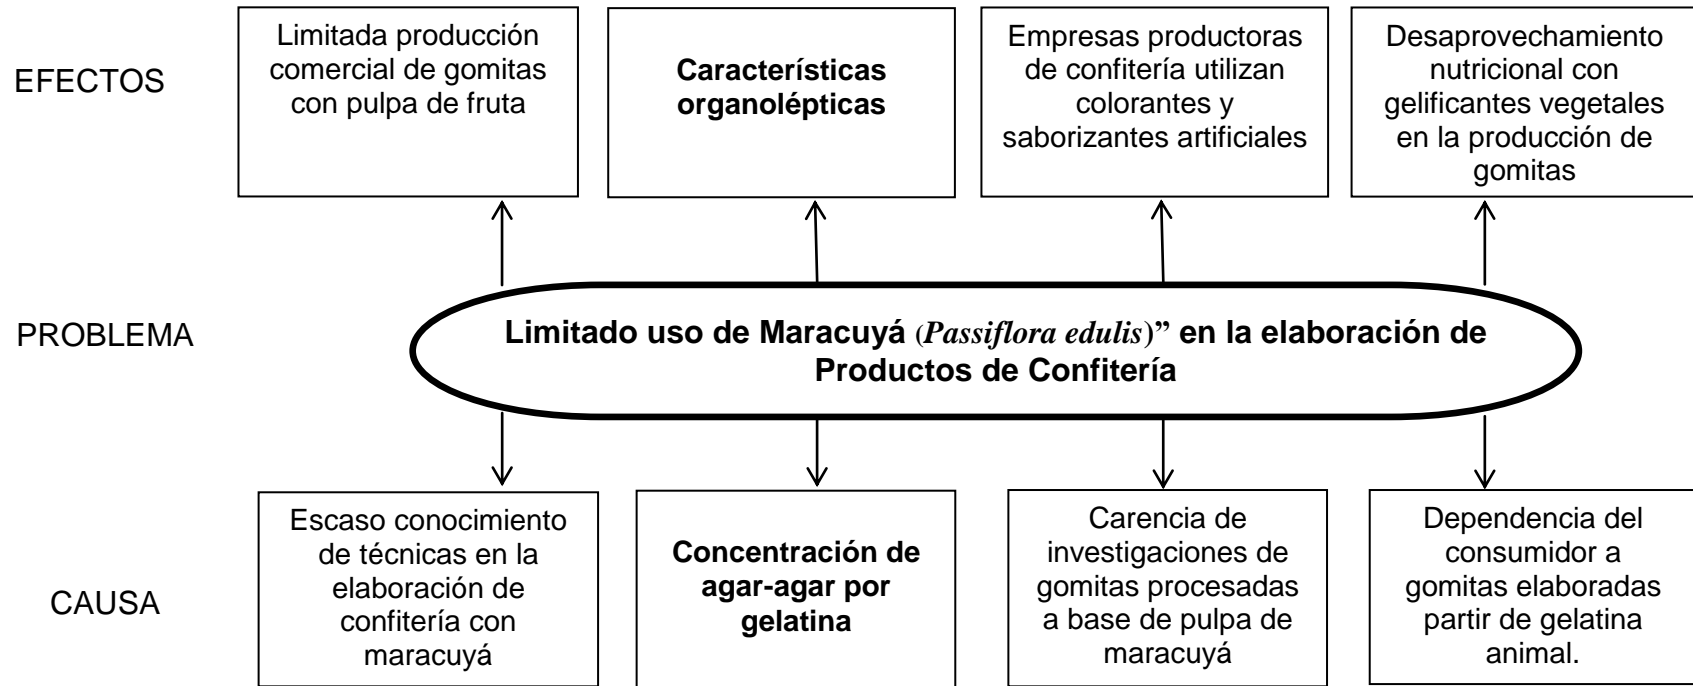 EFECTOS
Limitada producción
comercial de gomitas
con pulpa de fruta
Características
organolépticas
Empresas productoras
de confitería utilizan
colorantes y
saborizantes artificiales
Desaprovechamiento
nutricional con
gelificantes vegetales
en la producción de
gomitas
PROBLEMA
Limitado uso de Maracuyá (Passiflora edulis)” en la elaboración de
Productos de Confitería
CAUSA
Escaso conocimiento
de técnicas en la
elaboración de
confitería con
maracuyá
Concentración de
agar-agar por
gelatina
Carencia de
investigaciones de
gomitas procesadas
a base de pulpa de
maracuyá
Dependencia del
consumidor a
gomitas elaboradas
partir de gelatina
animal.